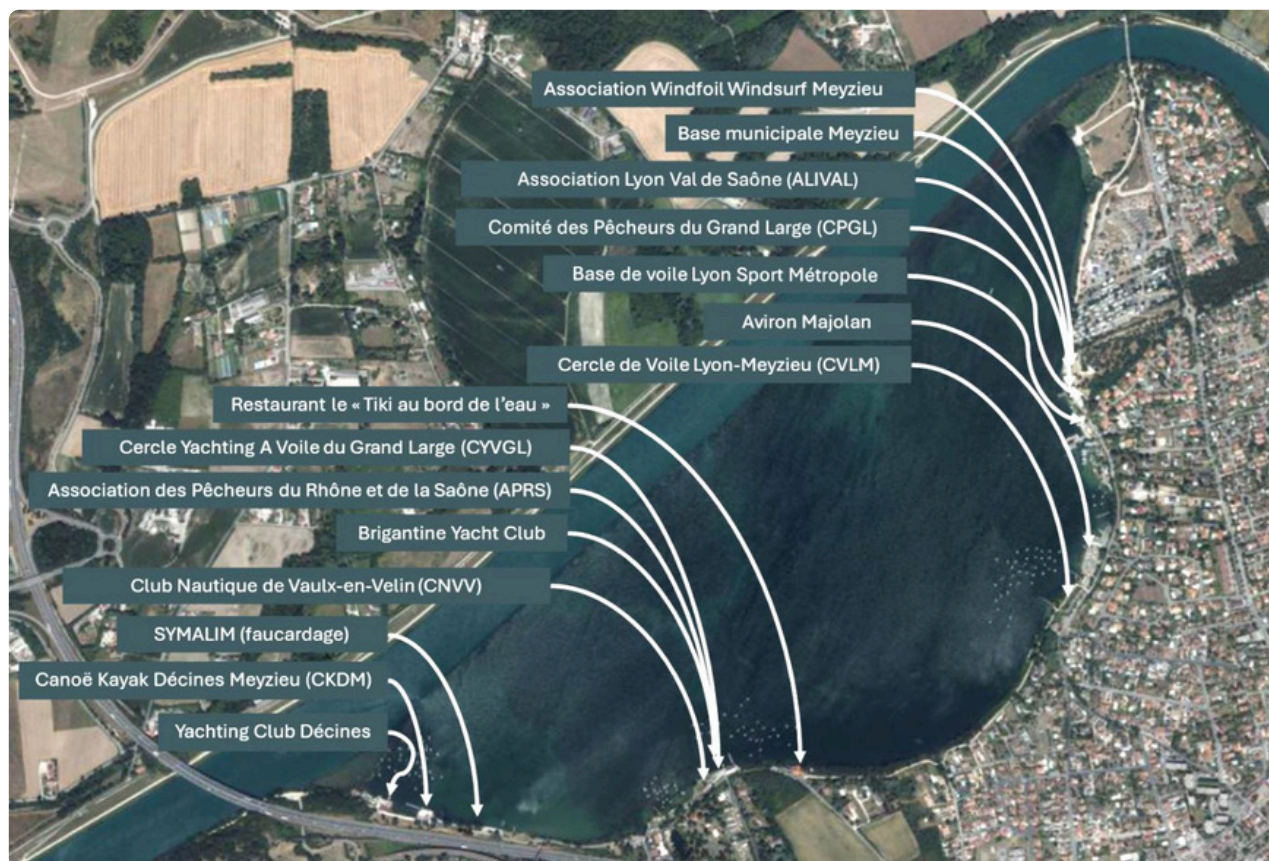 Association Windfoil Windsurf Meyzieu
Base municipale Meyzieu
Association Lyon Val de Saône (ALIVAL)
Comité des Pêcheurs du Grand Large (CPGL)
Base de voile Lyon Sport Métropole
Aviron Majolan
Cercle de Voile Lyon-Meyzieu (CVLM)
Restaurant le « Tiki au bord de l’eau »
Cercle Yachting A Voile du Grand Large (CYVGL)
Association des Pêcheurs du Rhône et de la Saône (APRS)
Brigantine Yacht Club
Club Nautique de Vaulx-en-Velin (CNVV)
SYMALIM (faucardage)
Canoë Kayak Décines Meyzieu (CKDM)
Yachting Club Décines